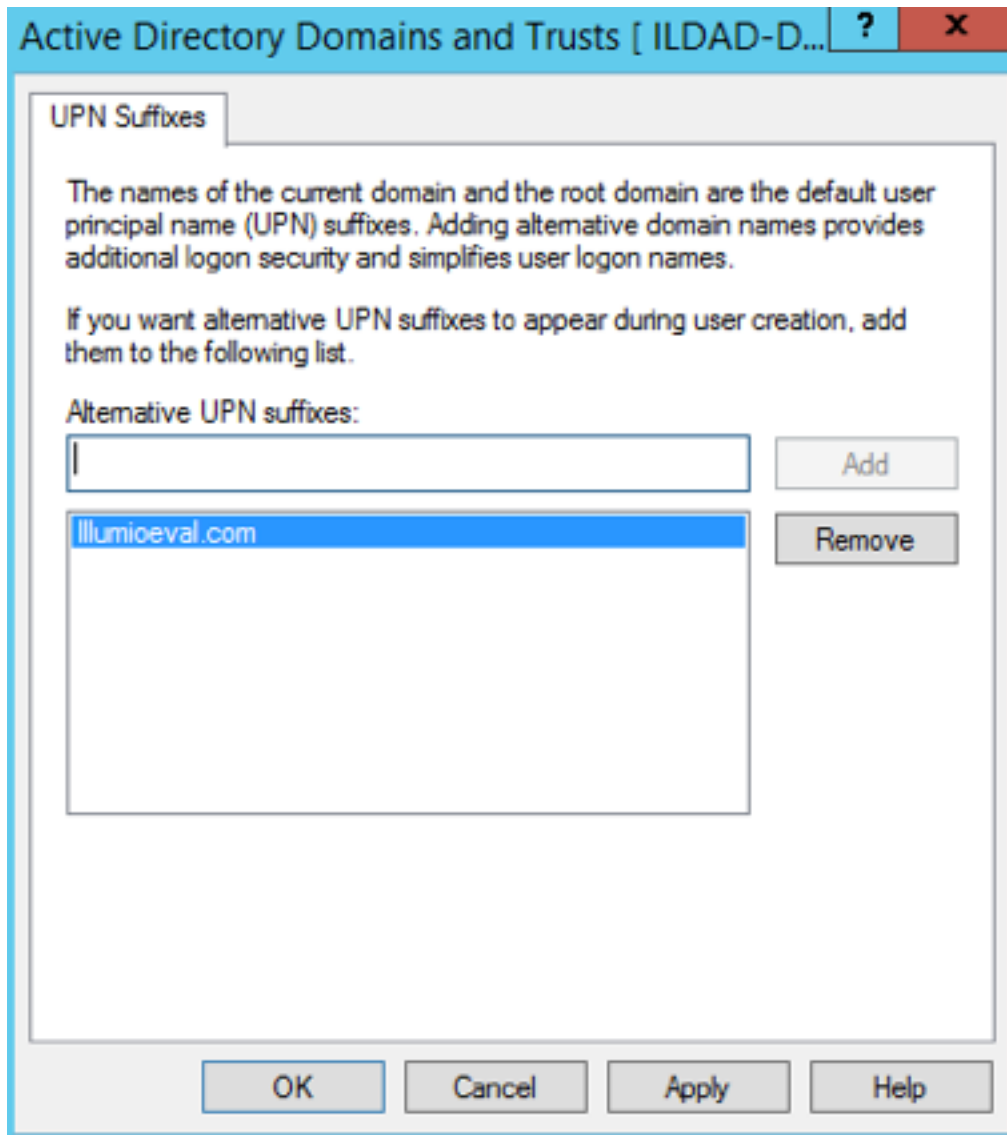 Active Directory Domains and Trusts [ ILDAD-D... ? x
UPN Suffixes
The names of the current domain and the root domain are the default user
principal name (UPN) suffixes. Adding alternative domain names provides
additional logon security and simplifies user logon names.
If you want alternative UPN suffixes to appear during user creation, add
them to the following list.
Alternative UPN suffixes:
Add
Illumioeval.com
Remove
OK Cancel Apply Help